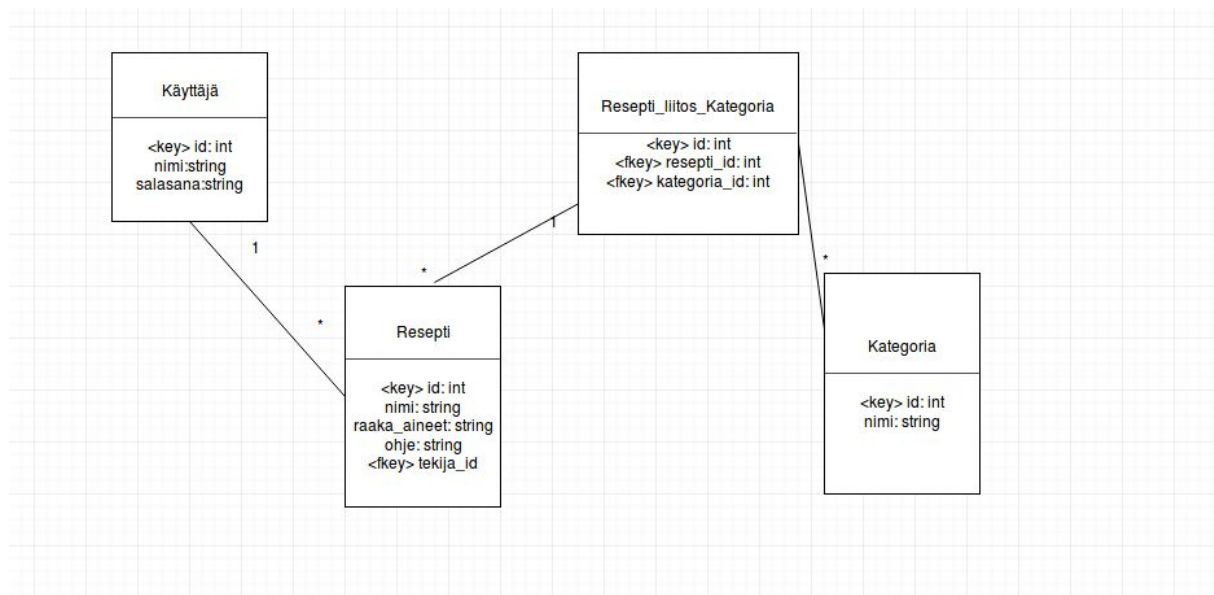 Käyttäjä
<key> id: int
nimi:string
salasana:string
1
*
Resepti_liitos_Kategoria
<key> id: int
<fkey> resepti_id: int
<fkey> kategoria_id: int
1
*
*
Resepti
<key> id: int
nimi: string
raaka_aineet: string
ohje: string
<fkey> tekija_id
Kategoria
<key> id: int
nimi: string